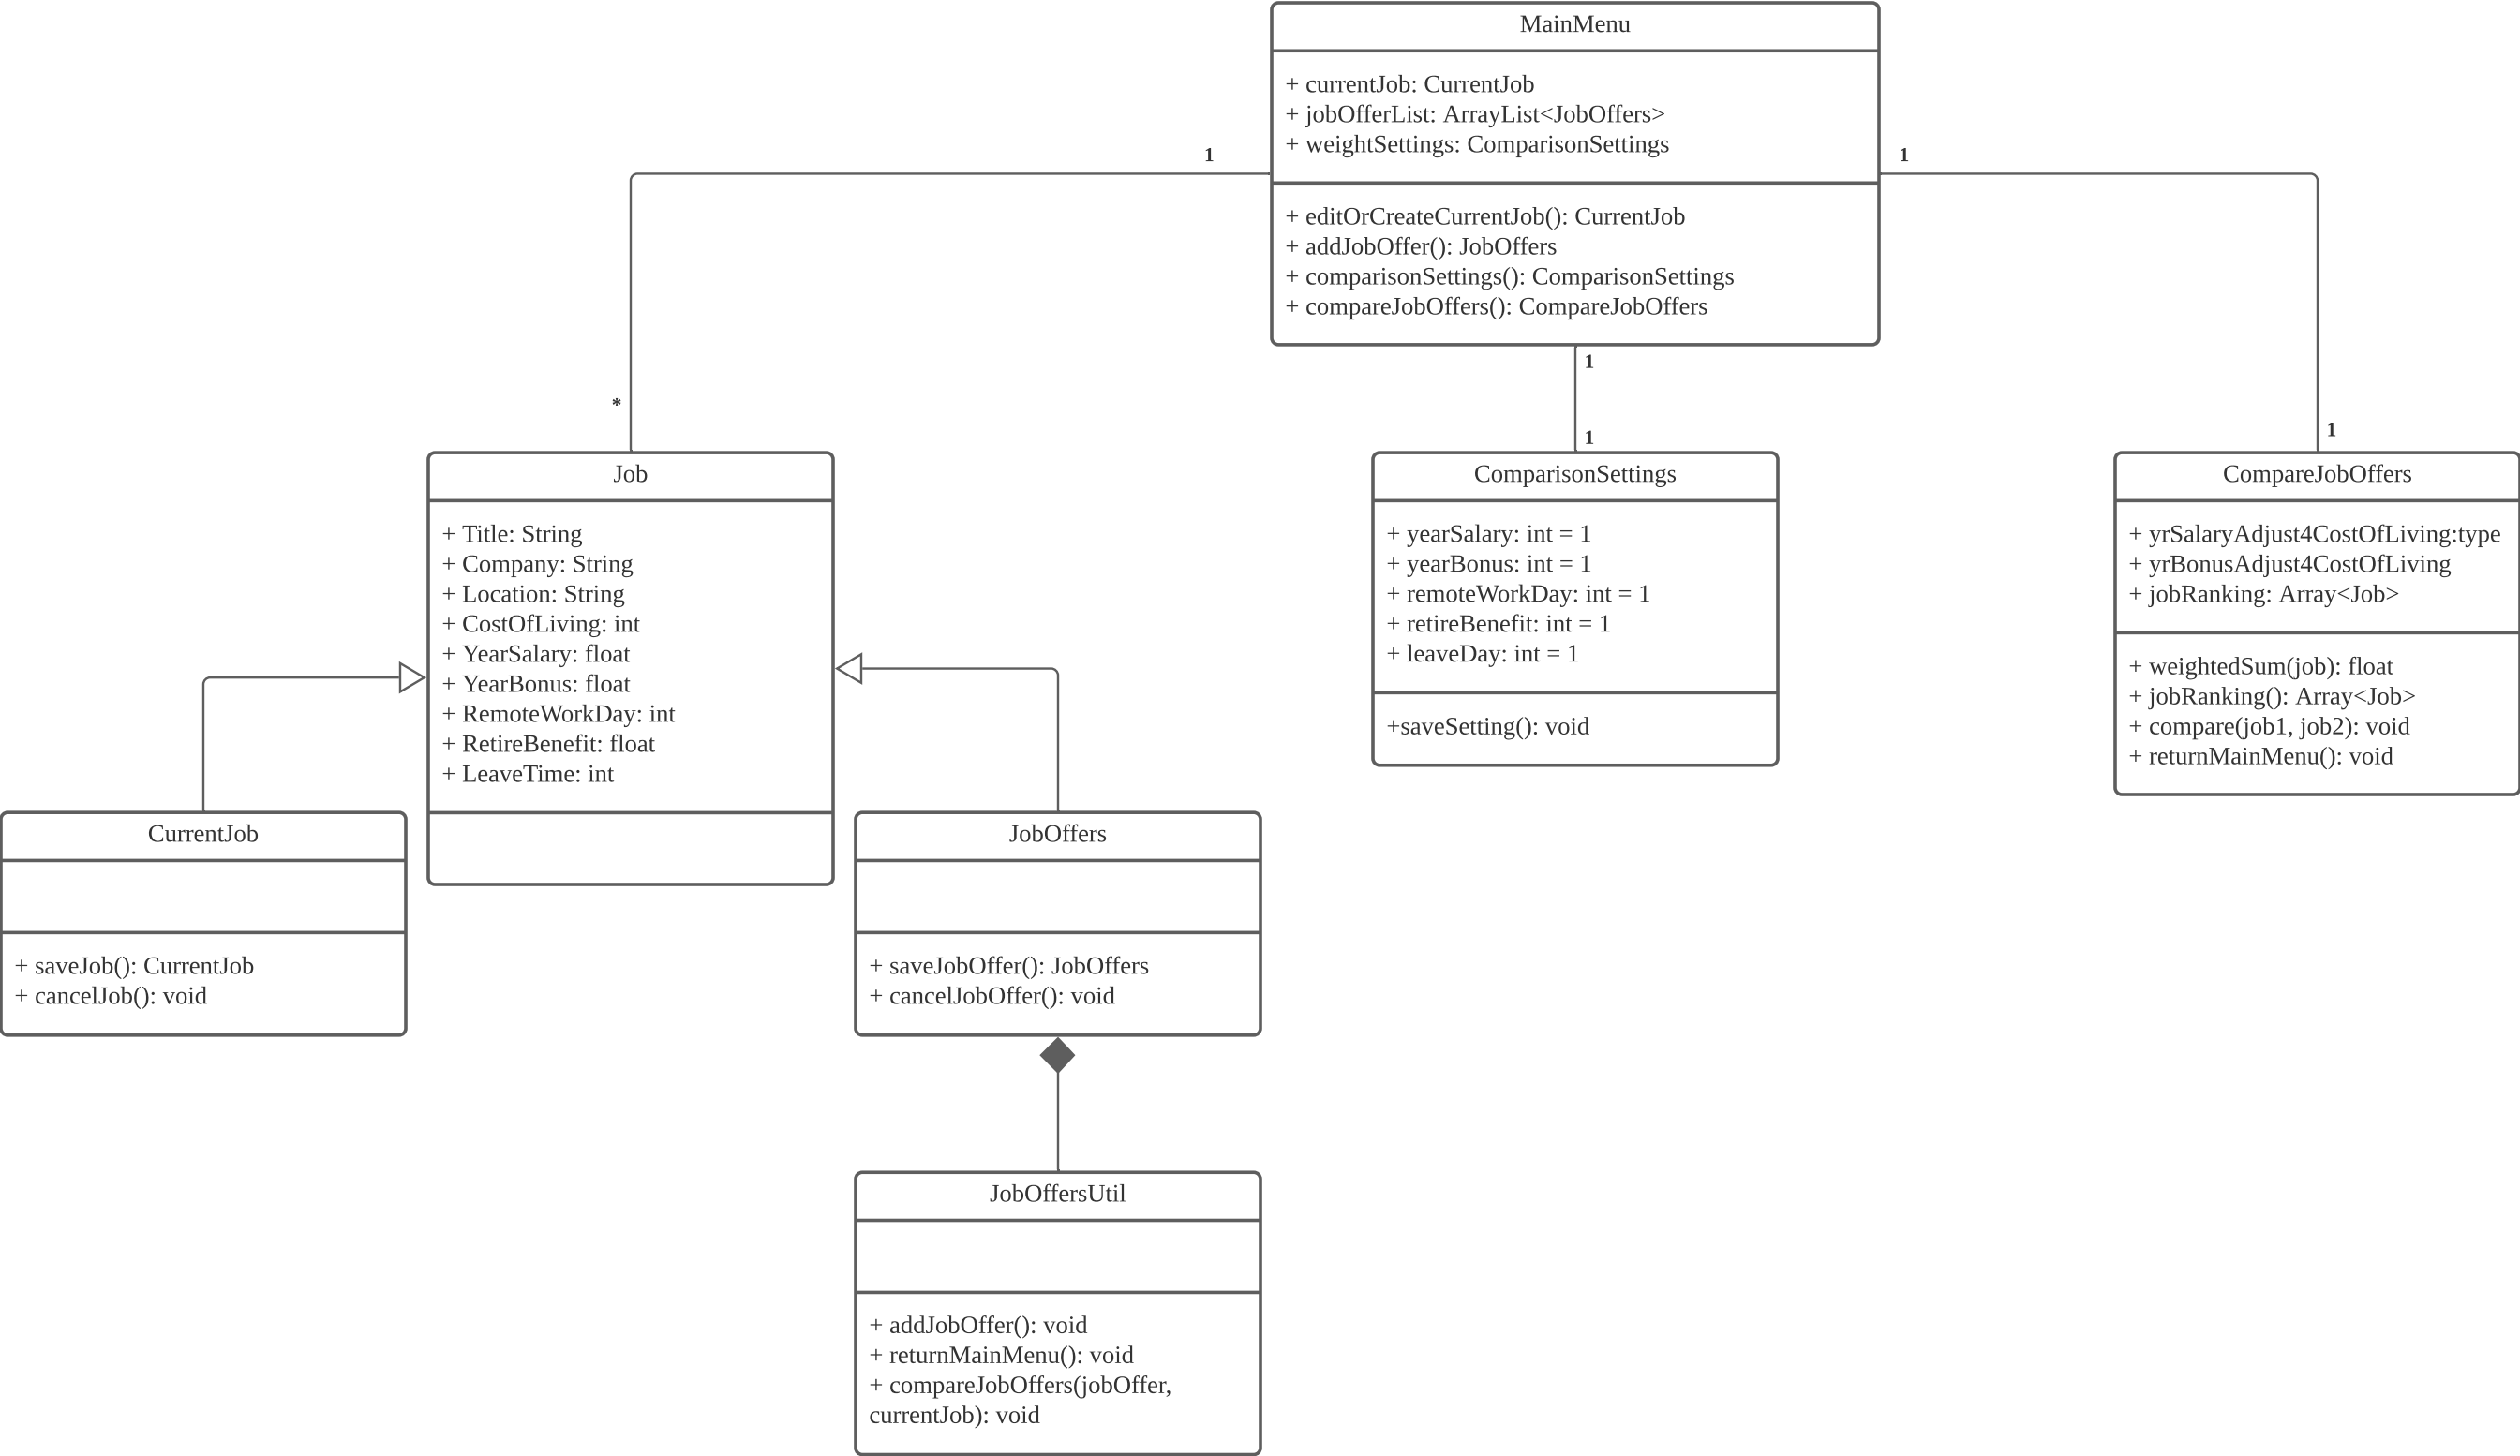 MainMenu
+ currentJob: CurrentJob
+ jobOfferList: ArrayList<JobOffers>
+ weightSettings: ComparisonSettings
+ editOrCreateCurrentJob(): CurrentJob
+ addJobOffer(): JobOffers
+ comparisonSettings(): ComparisonSettings
+ compareJobOffers(): CompareJobOffers
1
1
*
1
1
1
Job
+ Title: String
+ Company: String
+ Location: String
+ CostOfLiving: int
+ YearSalary: float
+ YearBonus: float
+ RemoteWorkDay: int
+ RetireBenefit: float
+ LeaveTime: int
ComparisonSettings
+ yearSalary: int = 1
+ yearBonus: int = 1
+ remoteWorkDay: int = 1
+ retireBenefit: int = 1
+ leaveDay: int = 1
+saveSetting(): void
CompareJobOffers
+ yrSalaryAdjust4CostOfLiving:type
+ yrBonusAdjust4CostOfLiving
+ jobRanking: Array<Job>
+ weightedSum(job): float
+ jobRanking(): Array<Job>
+ compare(job1, job2): void
+ returnMainMenu(): void
CurrentJob
+ saveJob(): CurrentJob
+ cancelJob(): void
JobOffers
+ saveJobOffer(): JobOffers
+ cancelJobOffer(): void
JobOffersUtil
+ addJobOffer(): void
+ returnMainMenu(): void
+ compareJobOffers(jobOffer,
currentJob): void